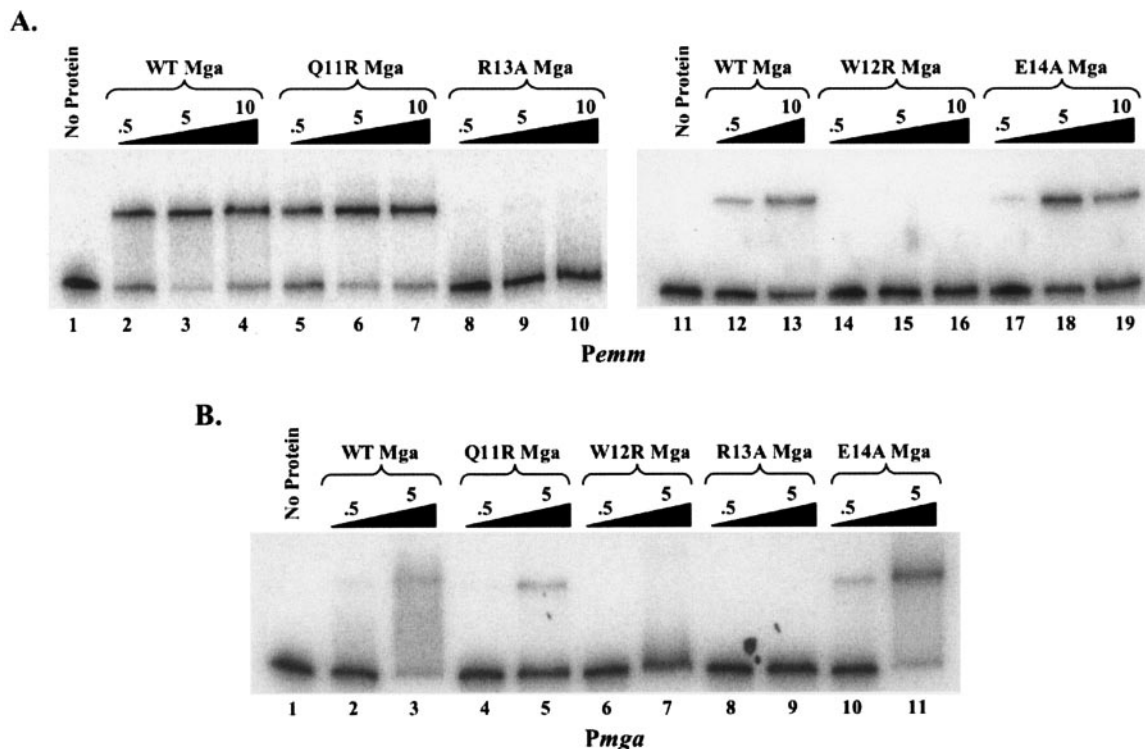 A.
No Protein
WT Mga Q11R Mga R13A Mga
.5 5 10 .5 5 10 .5 5 10
1 2 3 4 5 6 7 8 9 10
No Protein
WT Mga W12R Mga E14A Mga
.5 10 .5 5 10 .5 5 10
11 12 13 14 15 16 17 18 19
Pemm
B.
No Protein
WT Mga Q11R Mga W12R Mga R13A Mga E14A Mga
.5 5 .5 5 .5 5 .5 5 .5 5
1 2 3 4 5 6 7 8 9 10 11
Pmga